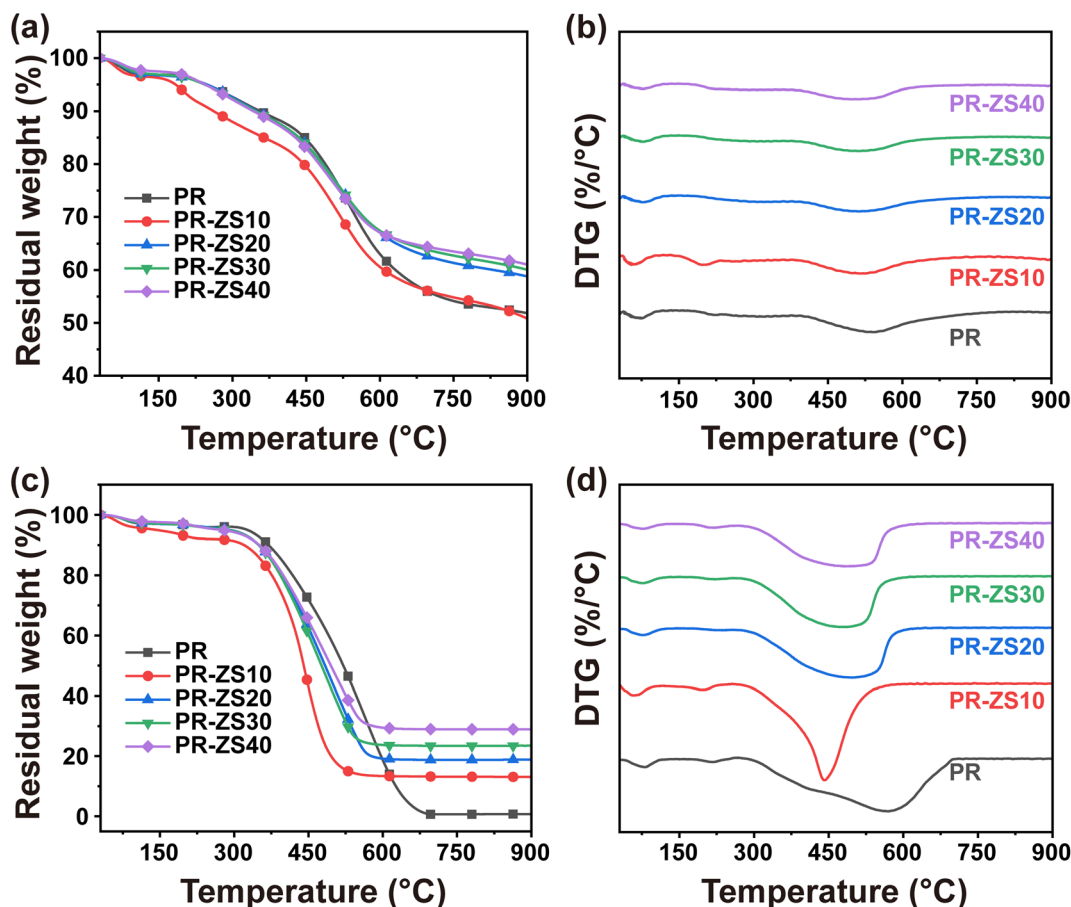 (a)
Residual weight (%)
100
90
80
70
60
50
40
PR
PR-ZS10
PR-ZS20
PR-ZS30
PR-ZS40
150 300 450 600 750 900
Temperature (°C)
(b)
DTG (%/°C)
PR-ZS40
PR-ZS30
PR-ZS20
PR-ZS10
PR
150 300 450 600 750 900
Temperature (°C)
(c)
Residual weight (%)
100
80
60
40
20
0
PR
PR-ZS10
PR-ZS20
PR-ZS30
PR-ZS40
150 300 450 600 750 900
Temperature (°C)
(d)
DTG (%/°C)
PR-ZS40
PR-ZS30
PR-ZS20
PR-ZS10
PR
150 300 450 600 750 900
Temperature (°C)